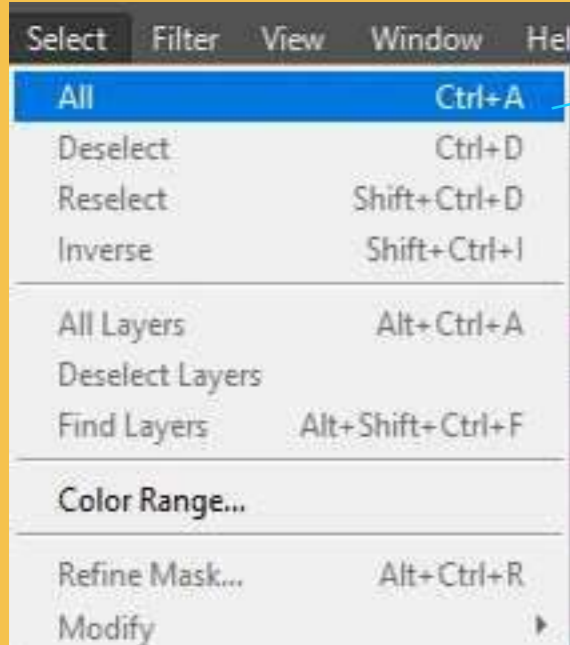 Select Filter View Window Hel
All Ctrl+A
Deselect Ctrl+D
Reselect Shift+Ctrl+D
Inverse Shift+Ctrl+I
All Layers Alt+Ctrl+A
Deselect Layers
Find Layers Alt+Shift+Ctrl+F
Color Range...
Refine Mask... Alt+Ctrl+R
Modify